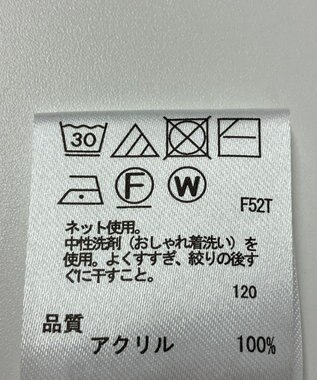 30
F W F52T
ネット使用。
中性洗剤（おしゃれ着洗い）を
使用。よくすすぎ、絞りの後す
ぐに干すこと。
120
品質
アクリル 100%